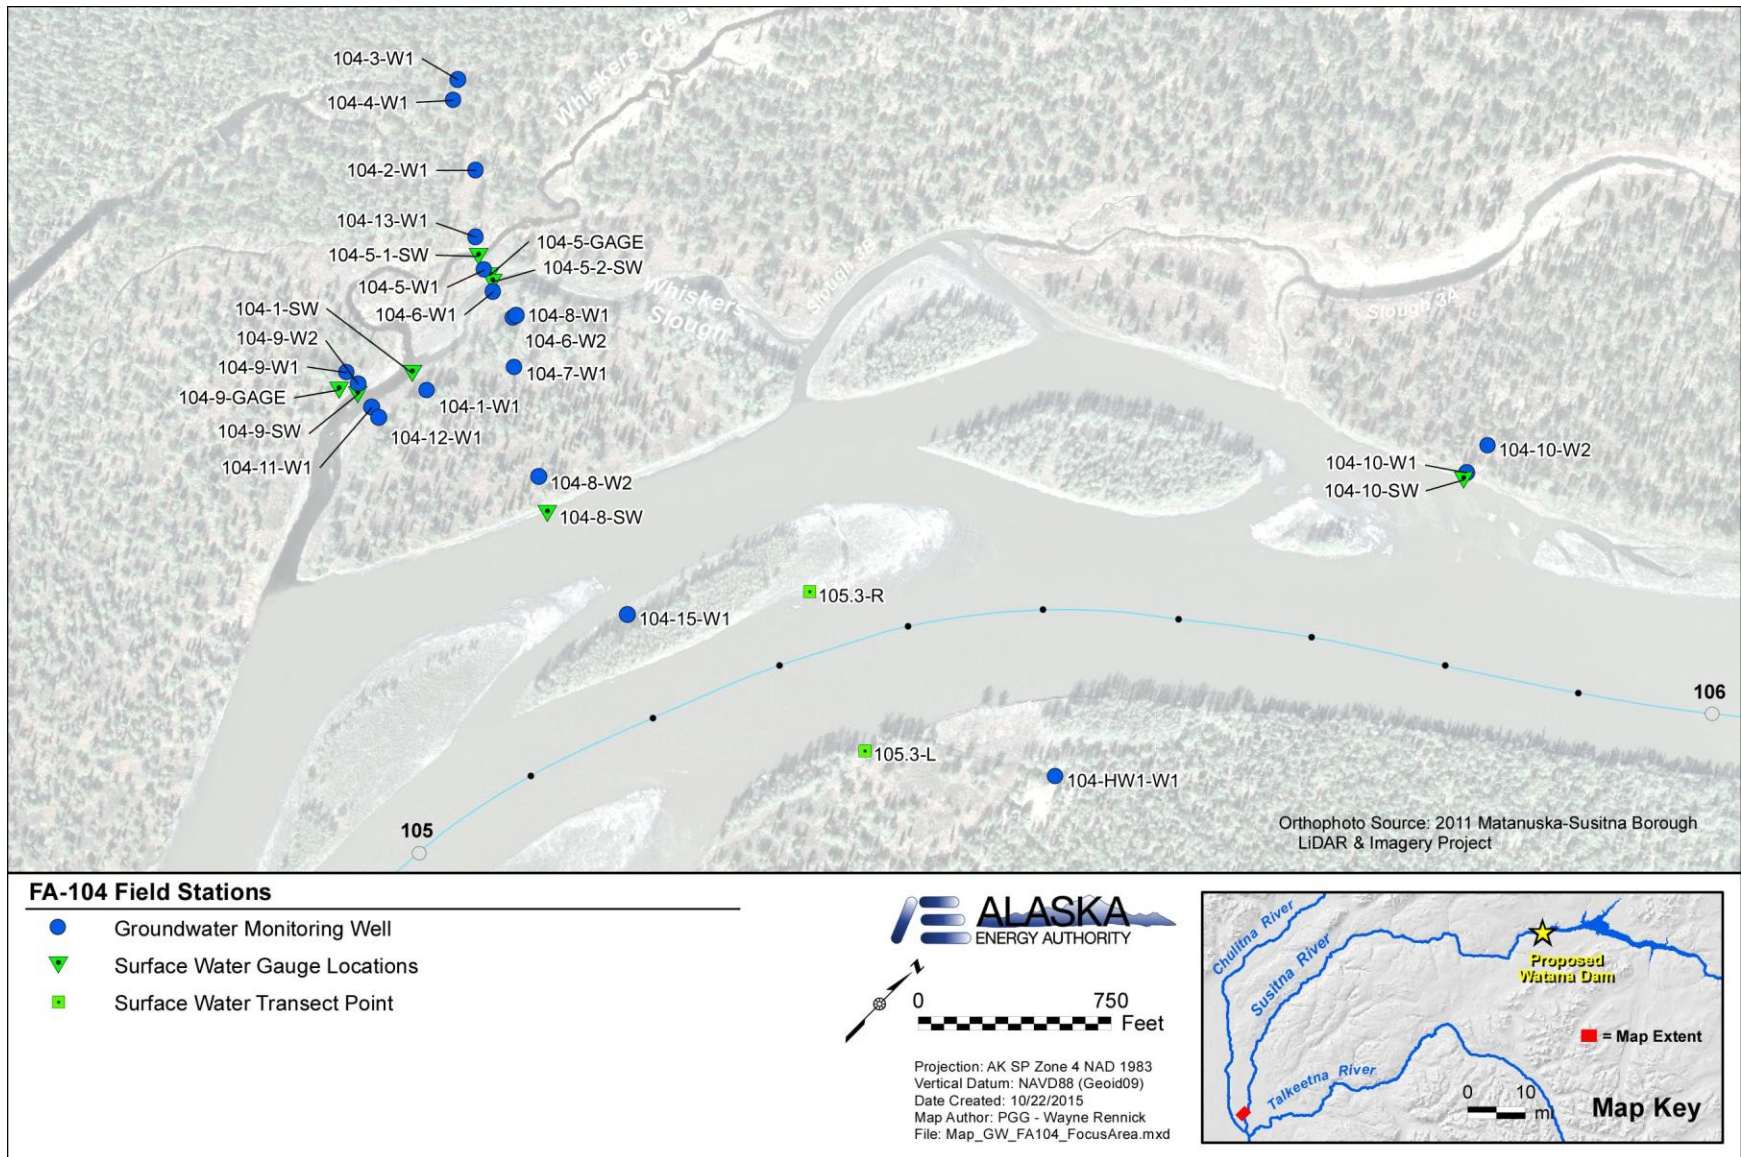 Whiskers Creek
104-3-W1
104-4-W1
104-2-W1
104-13-W1
104-5-1-SW
104-5-GAGE
104-5-2-SW
104-5-W1
104-6-W1
104-1-SW
104-9-W2
104-9-W1
104-9-GAGE
104-9-SW
104-11-W1
104-12-W1
104-1-W1
104-8-W1
104-6-W2
104-7-W1
Whiskers
Slough
Slough 3A
104-8-W2
104-8-SW
104-10-W2
104-10-W1
104-10-SW
104-15-W1
105.3-R
105.3-L
104-HW1-W1
105
106
Orthophoto Source: 2011 Matanuska-Susitna Borough
LiDAR & Imagery Project
FA-104 Field Stations
Groundwater Monitoring Well
Surface Water Gauge Locations
Surface Water Transect Point
ALASKA
ENERGY AUTHORITY
N
0 750
Feet
Projection: AK SP Zone 4 NAD 1983
Vertical Datum: NAVD88 (Geoid09)
Date Created: 10/22/2015
Map Author: PGG - Wayne Rennick
File: Map_GW_FA104_FocusArea.mxd
Chulitna River
Susitna River
Talkeetna River
Proposed
Watana Dam
= Map Extent
0 10
mi
Map Key